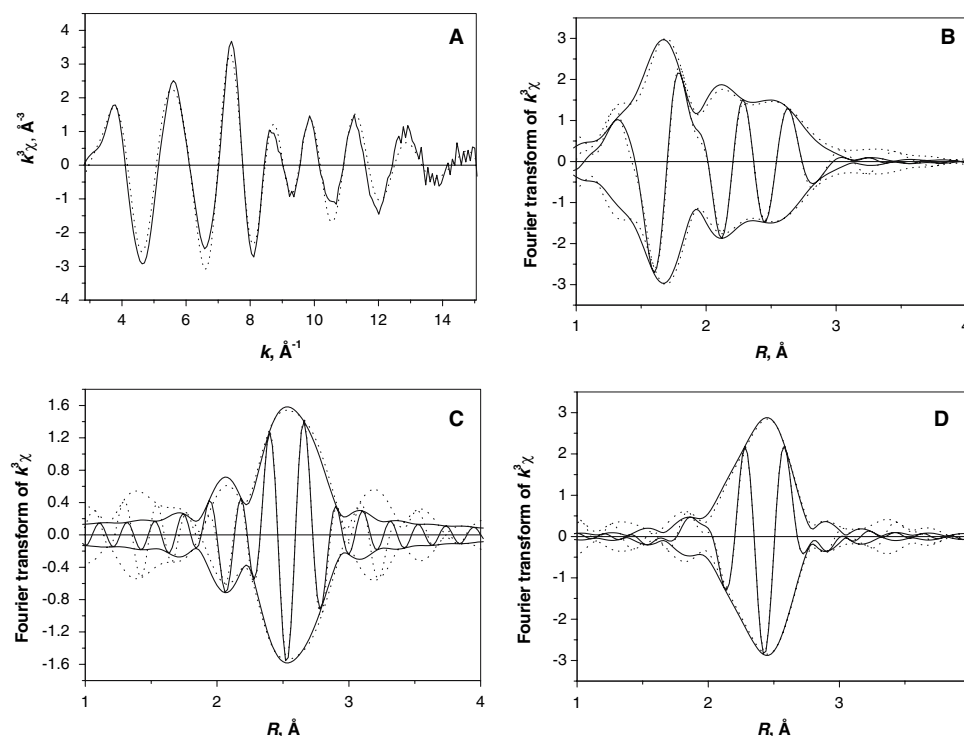 A
4
3
2
1
0
-1
-2
-3
-4
k³χ, Å⁻³
4 6 8 10 12 14
k, Å⁻¹
B
3
2
1
0
-1
-2
-3
Fourier transform of k³χ
1 2 3 4
R, Å
C
1.6
1.2
0.8
0.4
0.0
-0.4
-0.8
-1.2
-1.6
Fourier transform of k³χ
1 2 3 4
R, Å
D
3
2
1
0
-1
-2
-3
Fourier transform of k³χ
1 2 3 4
R, Å